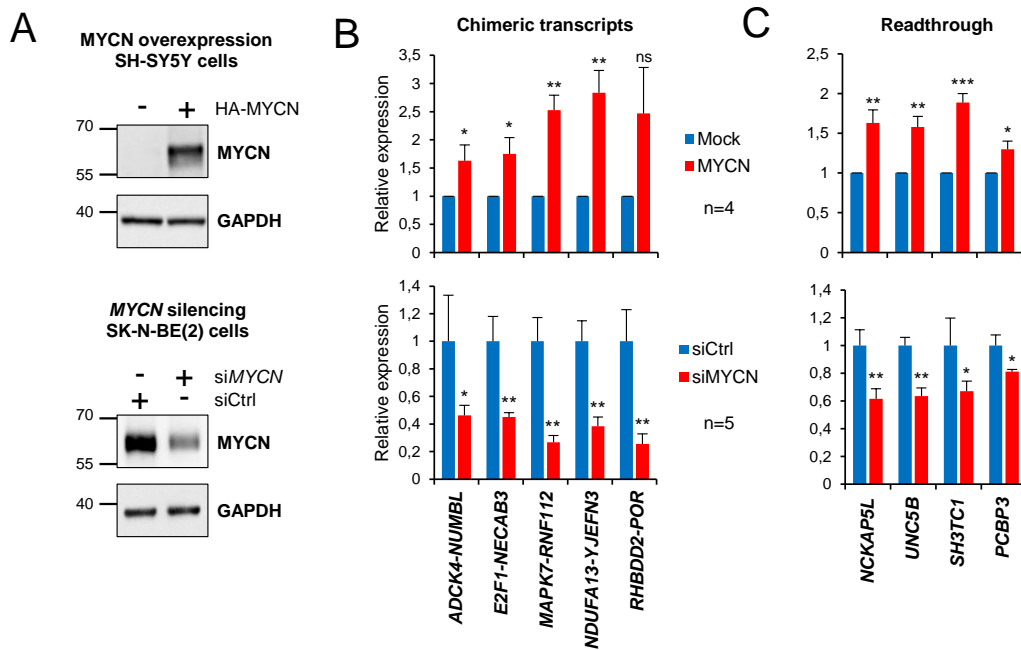 A
MYCN overexpression
SH-SY5Y cells
- + HA-MYCN
70
MYCN
55
40
GAPDH
MYCN silencing
SK-N-BE(2) cells
- + siMYCN
+ - siCtrl
70
MYCN
55
40
GAPDH
B
Chimeric transcripts
Relative expression
3,5
3
2,5
2
1,5
1
0,5
0
* * ** ** ns
Mock
MYCN
n=4
Relative expression
1,4
1,2
1
0,8
0,6
0,4
0,2
0
* ** ** ** **
siCtrl
siMYCN
n=5
ADCK4-NUMBL
E2F1-NECAB3
MAPK7-RNF112
NDUFA13-YJEFN3
RHBDD2-POR
C
Readthrough
2,5
2
1,5
1
0,5
0
** ** *** *
1,4
1,2
1
0,8
0,6
0,4
0,2
0
** ** * *
NCKAP5L
UNC5B
SH3TC1
PCBP3